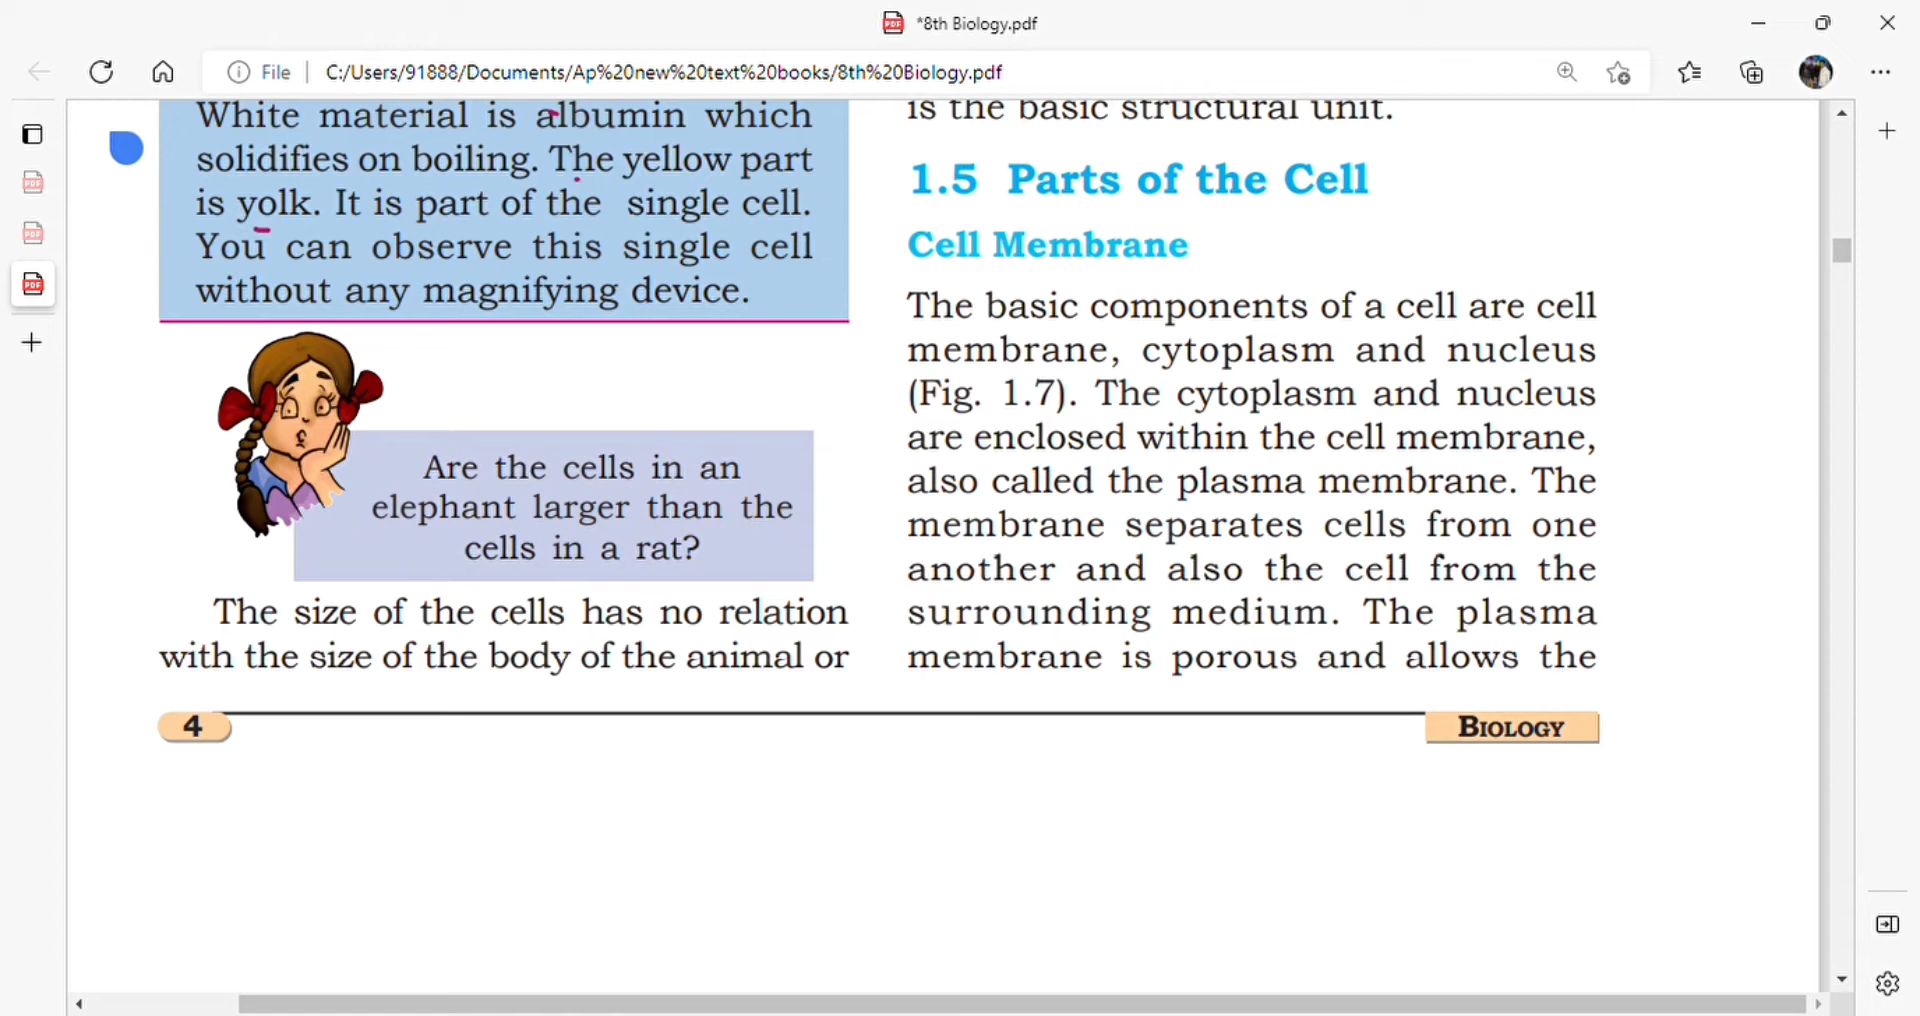 *8th Biology.pdf
File
C:/Users/91888/Documents/Ap%20new%20text%20books/8th%20Biology.pdf
White material is albumin which
solidifies on boiling. The yellow part
is yolk. It is part of the single cell.
You can observe this single cell
without any magnifying device.
Are the cells in an
elephant larger than the
cells in a rat?
The size of the cells has no relation
with the size of the body of the animal or
is the basic structural unit.
1.5 Parts of the Cell
Cell Membrane
The basic components of a cell are cell
membrane, cytoplasm and nucleus
(Fig. 1.7). The cytoplasm and nucleus
are enclosed within the cell membrane,
also called the plasma membrane. The
membrane separates cells from one
another and also the cell from the
surrounding medium. The plasma
membrane is porous and allows the
4
BIOLOGY